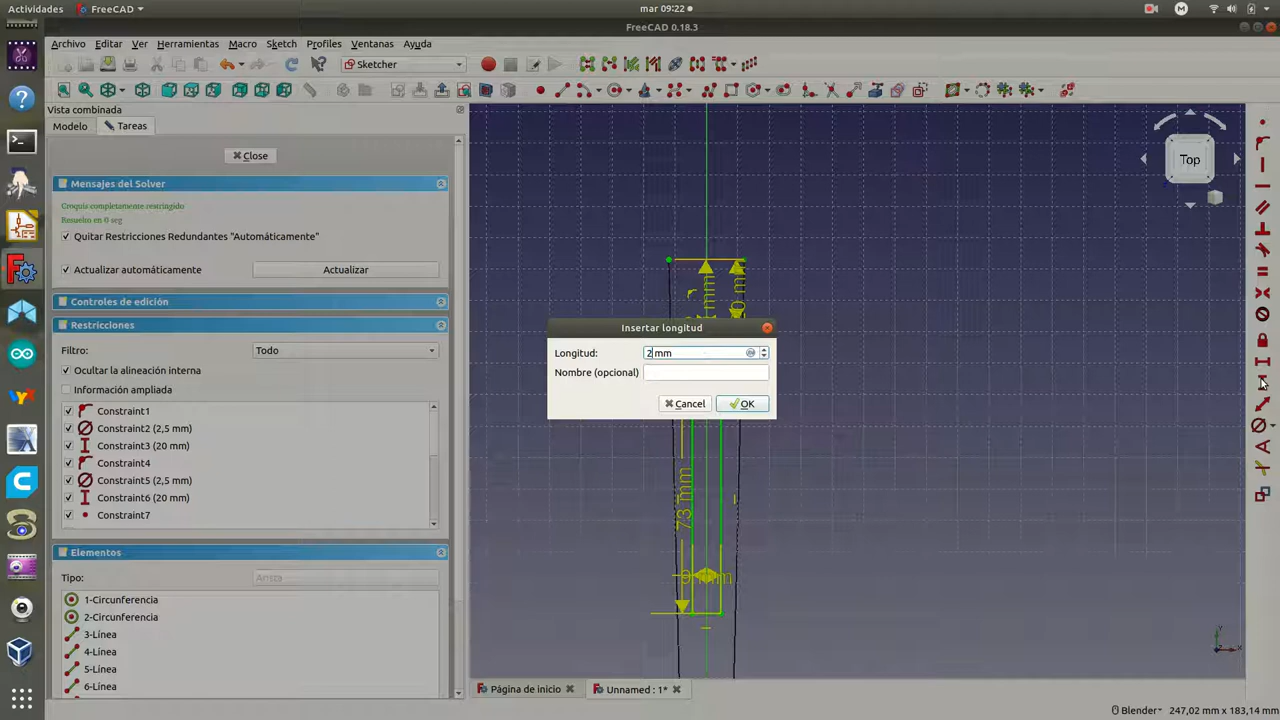 Actividades
FreeCAD
mar 09:22
FreeCAD 0.18.3
Archivo Editar Ver Herramientas Macro Sketch Profiles Ventanas Ayuda
Sketcher
Vista combinada
Modelo
Tareas
Close
Top
Mensajes del Solver
Croquis completamente restringido
Resuelto en 0 seg
Quitar Restricciones Redundantes "Automáticamente"
Actualizar automáticamente
Actualizar
Controles de edición
Restricciones
Filtro:
Todo
Ocultar la alineación interna
Información ampliada
Constraint1
Constraint2 (2,5 mm)
Constraint3 (20 mm)
Constraint4
Constraint5 (2,5 mm)
Constraint6 (20 mm)
Constraint7
Elementos
Tipo:
Arista
1-Circunferencia
2-Circunferencia
3-Línea
4-Línea
5-Línea
6-Línea
Insertar longitud
Longitud:
2 mm
Nombre (opcional)
Cancel
OK
73 mm
Página de inicio
Unnamed : 1*
Blender
247,02 mm x 183,14 mm